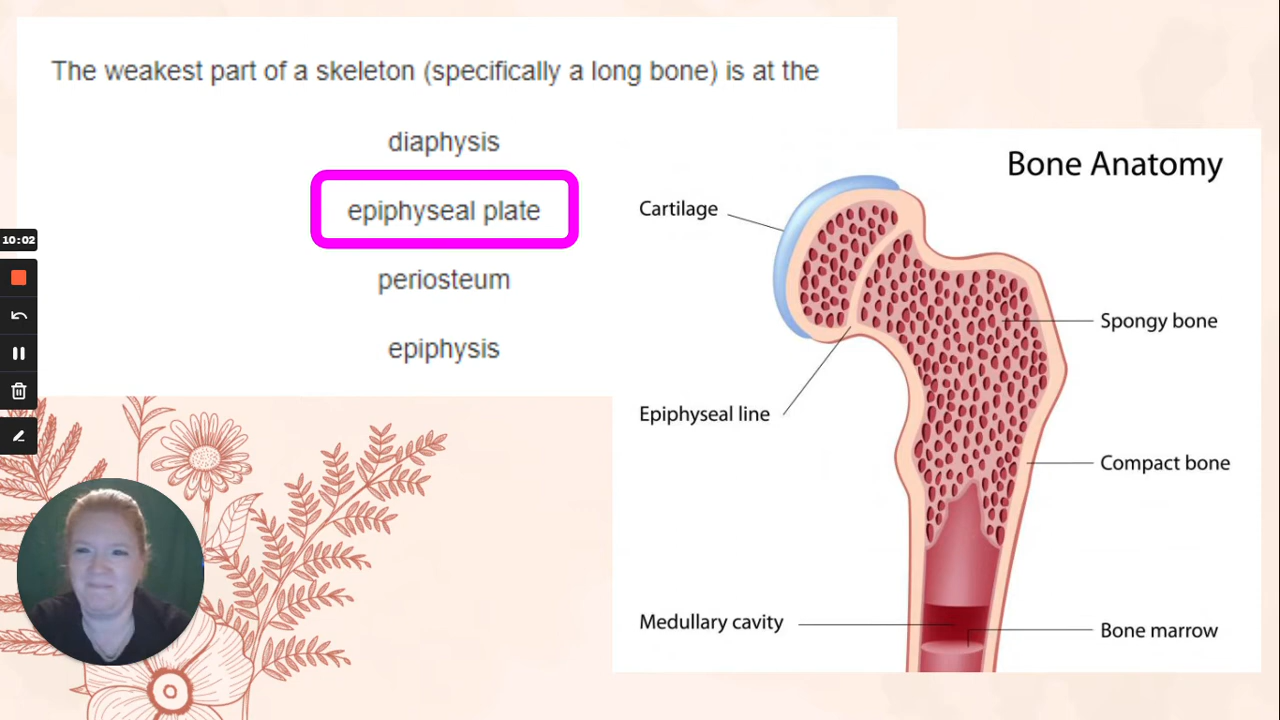 The weakest part of a skeleton (specifically a long bone) is at the
diaphysis
epiphyseal plate
periosteum
epiphysis
10:02
Bone Anatomy
Cartilage
Spongy bone
Epiphyseal line
Compact bone
Medullary cavity
Bone marrow